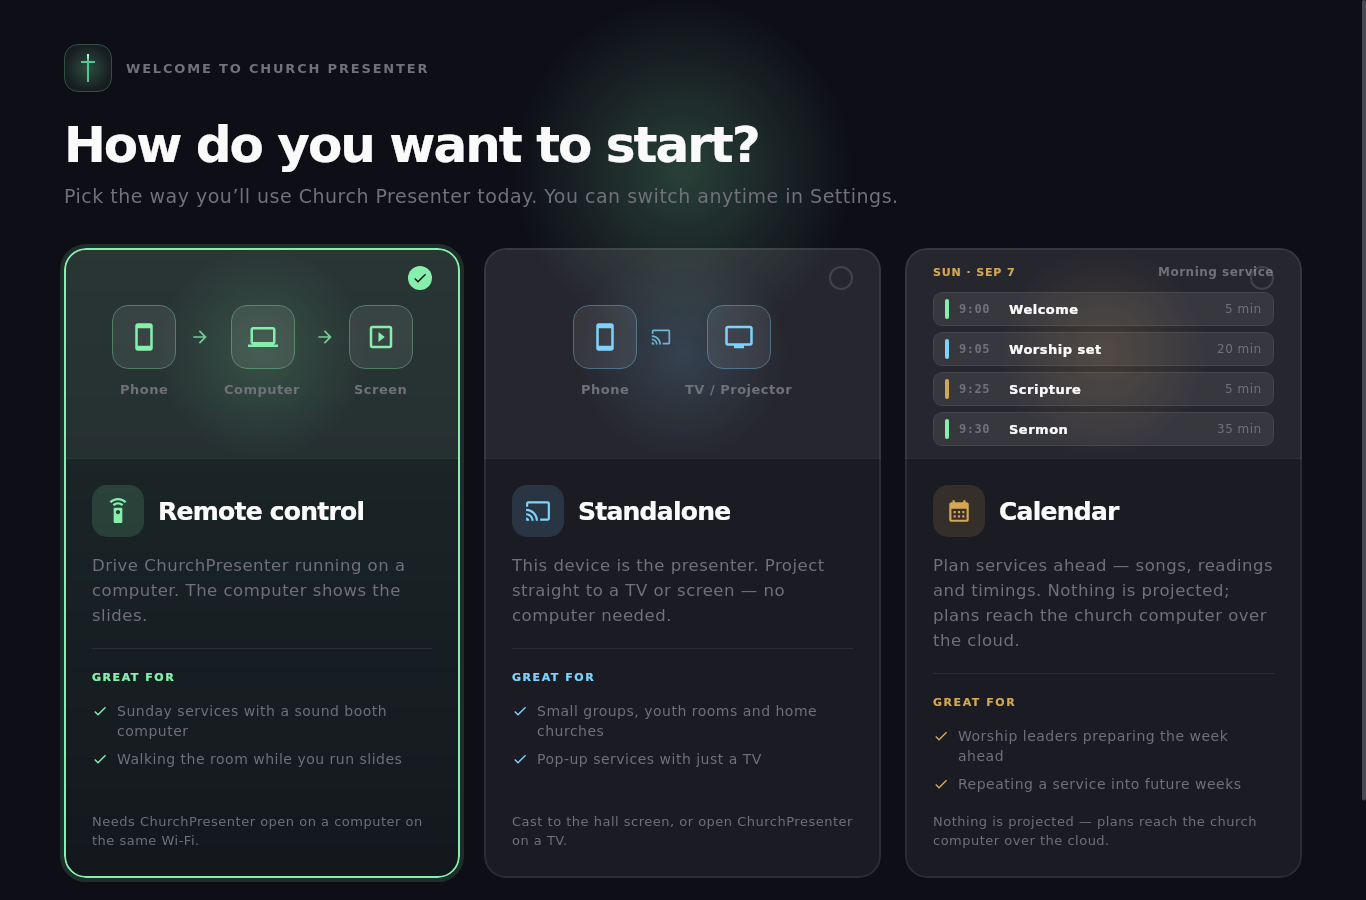 WELCOME TO CHURCH PRESENTER
How do you want to start?
Pick the way you’ll use Church Presenter today. You can switch anytime in Settings.
Phone
Computer
Screen
Remote control
Drive ChurchPresenter running on a
computer. The computer shows the
slides.
GREAT FOR
Sunday services with a sound booth
computer
Walking the room while you run slides
Needs ChurchPresenter open on a computer on
the same Wi-Fi.
Phone
TV / Projector
Standalone
This device is the presenter. Project
straight to a TV or screen — no
computer needed.
GREAT FOR
Small groups, youth rooms and home
churches
Pop-up services with just a TV
Cast to the hall screen, or open ChurchPresenter
on a TV.
SUN · SEP 7 Morning service
9:00 Welcome 5 min
9:05 Worship set 20 min
9:25 Scripture 5 min
9:30 Sermon 35 min
Calendar
Plan services ahead — songs, readings
and timings. Nothing is projected;
plans reach the church computer over
the cloud.
GREAT FOR
Worship leaders preparing the week
ahead
Repeating a service into future weeks
Nothing is projected — plans reach the church
computer over the cloud.